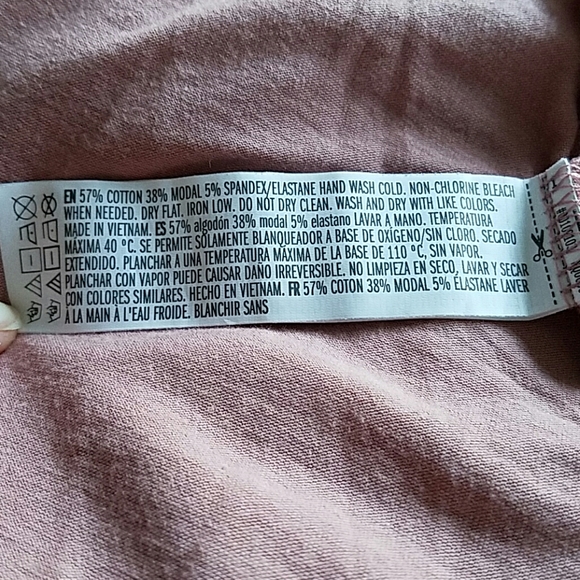 EN 57% COTTON 38% MODAL 5% SPANDEX/ELASTANE HAND WASH COLD. NON-CHLORINE BLEACH
WHEN NEEDED. DRY FLAT. IRON LOW. DO NOT DRY CLEAN. WASH AND DRY WITH LIKE COLORS.
MADE IN VIETNAM. ES 57% algodón 38% modal 5% elastano LAVAR A MANO. TEMPERATURA
MÁXIMA 40 ºC. SE PERMITE SÓLAMENTE BLANQUEADOR A BASE DE OXÍGENO/SIN CLORO. SECADO
EXTENDIDO. PLANCHAR A UNA TEMPERATURA MÁXIMA DE LA BASE DE 110 ºC, SIN VAPOR.
PLANCHAR CON VAPOR PUEDE CAUSAR DAÑO IRREVERSIBLE. NO LIMPIEZA EN SECO, LAVAR Y SECAR
CON COLORES SIMILARES. HECHO EN VIETNAM. FR 57% COTON 38% MODAL 5% ÉLASTANE LAVER
À LA MAIN À L'EAU FROIDE. BLANCHIR SANS